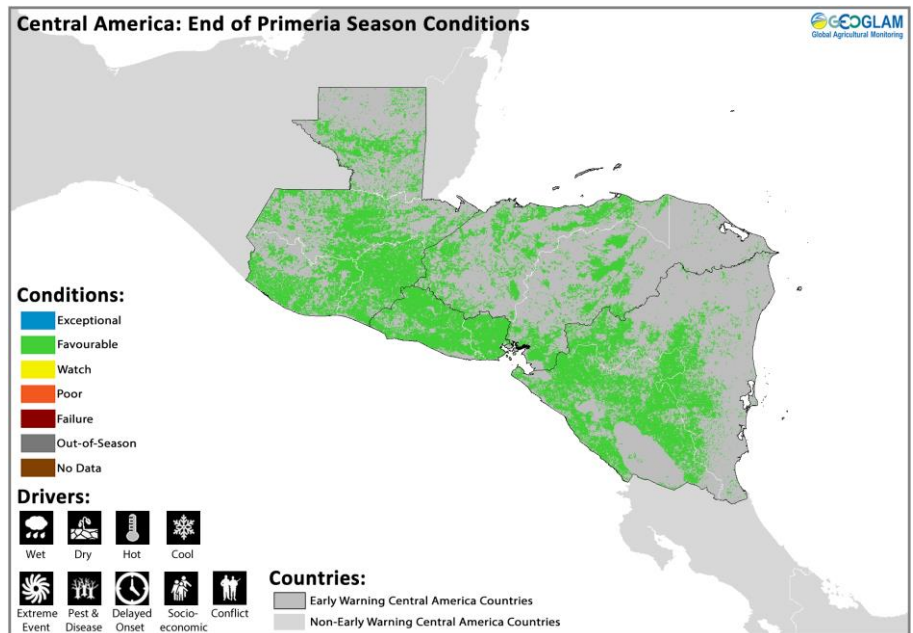 Central America: End of Primeria Season Conditions
GEOGLAM
Global Agricultural Monitoring
Conditions:
Exceptional
Favourable
Watch
Poor
Failure
Out-of-Season
No Data
Drivers:
Wet Dry Hot Cool
Extreme Event
Pest & Disease
Delayed Onset
Socio-economic
Conflict
Countries:
Early Warning Central America Countries
Non-Early Warning Central America Countries